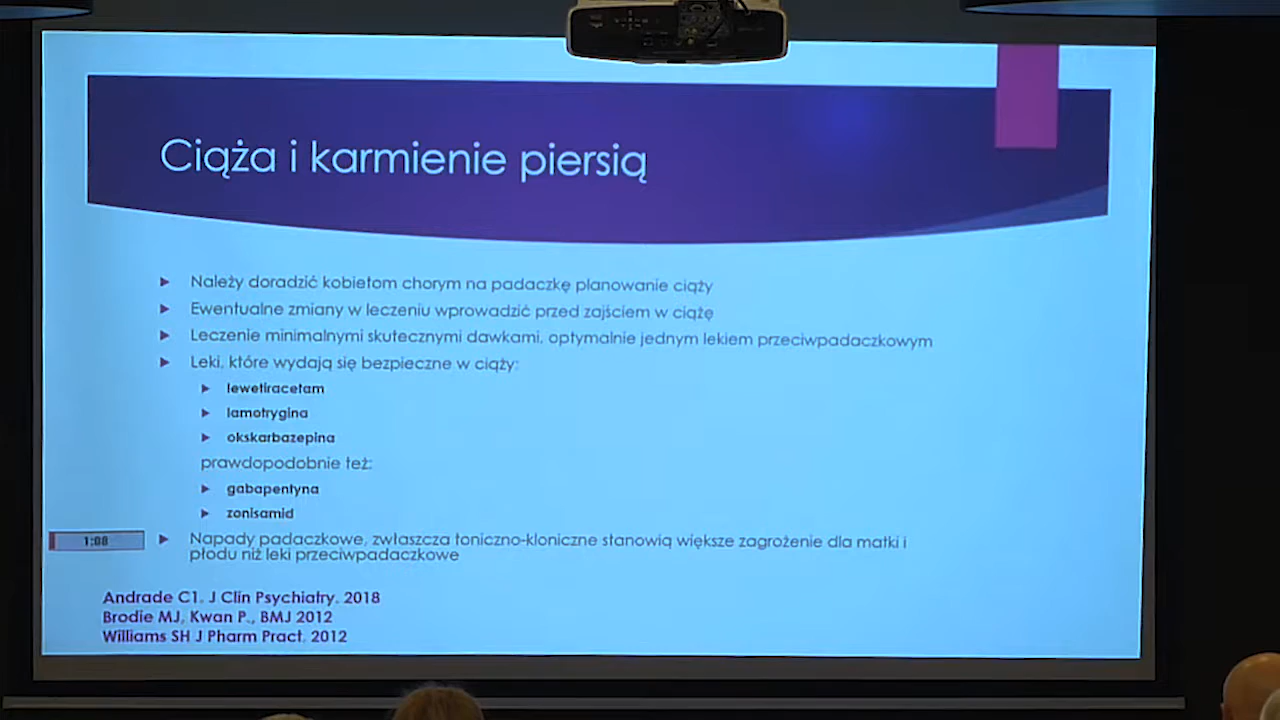 Ciąża i karmienie piersią
Należy doradzić kobietom chorym na padaczkę planowanie ciąży
Ewentualne zmiany w leczeniu wprowadzić przed zajściem w ciążę
Leczenie minimalnymi skutecznymi dawkami, optymalnie jednym lekiem przeciwpadaczkowym
Leki, które wydają się bezpieczne w ciąży:
lewetiracetam
lamotrygina
okskarbazepina
prawdopodobnie też:
gabapentyna
zonisamid
1:08
Napady padaczkowe, zwłaszcza toniczno-kloniczne stanowią większe zagrożenie dla matki i
płodu niż leki przeciwpadaczkowe
Andrade C1. J Clin Psychiatry. 2018
Brodie MJ, Kwan P., BMJ 2012
Williams SH J Pharm Pract. 2012